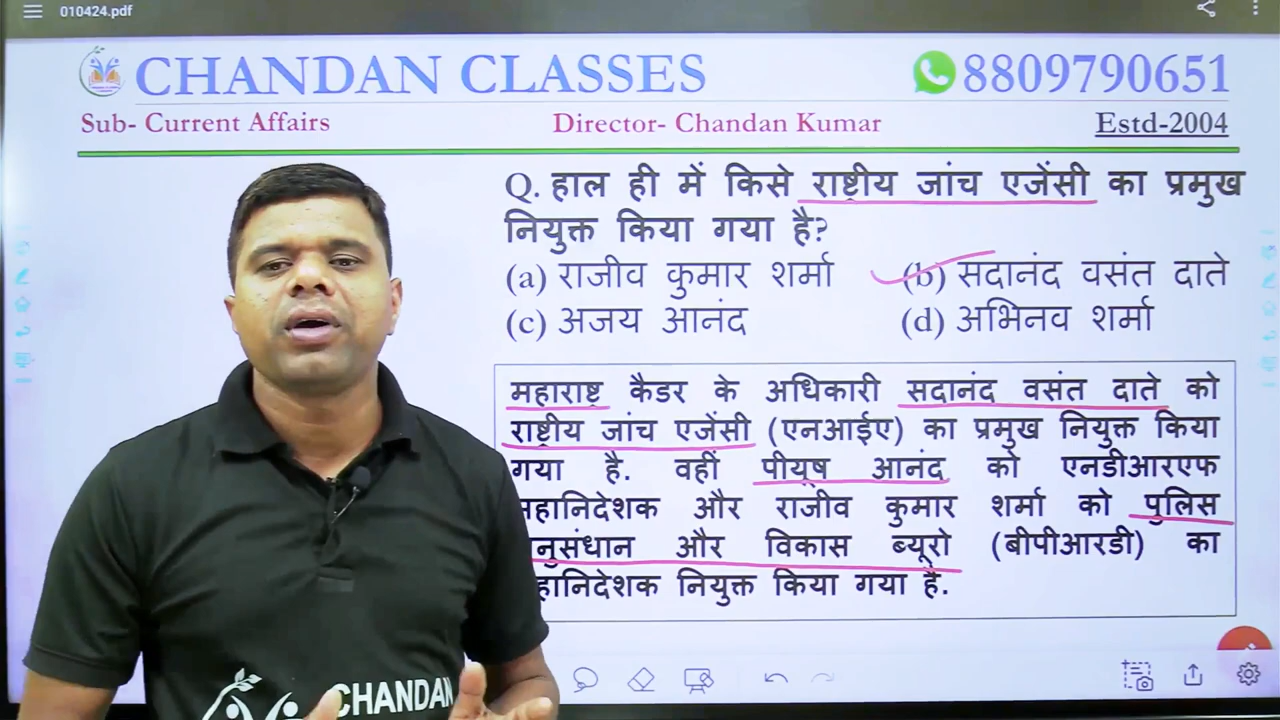 010424.pdf
CHANDAN CLASSES
8809790651
Sub- Current Affairs
Director- Chandan Kumar
Estd-2004
Q. हाल ही में किसे राष्ट्रीय जांच एजेंसी का प्रमुख
नियुक्त किया गया है?
(a) राजीव कुमार शर्मा (b) सदानंद वसंत दाते
(c) अजय आनंद (d) अभिनव शर्मा
महाराष्ट्र कैडर के अधिकारी सदानंद वसंत दाते को
राष्ट्रीय जांच एजेंसी (एनआईए) का प्रमुख नियुक्त किया
गया है. वहीं पीयूष आनंद को एनडीआरएफ
महानिदेशक और राजीव कुमार शर्मा को पुलिस
नुसंधान और विकास ब्यूरो (बीपीआरडी) का
हानिदेशक नियुक्त किया गया है.
CHANDAN